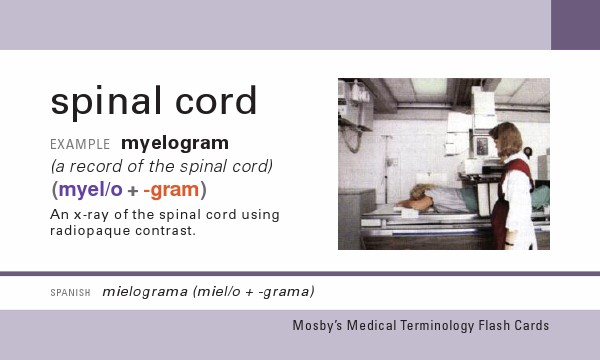 spinal cord
EXAMPLE myelogram
(a record of the spinal cord)
(myel/o + -gram)
An x-ray of the spinal cord using
radiopaque contrast.
SPANISH mielograma (miel/o + -grama)
Mosby's Medical Terminology Flash Cards